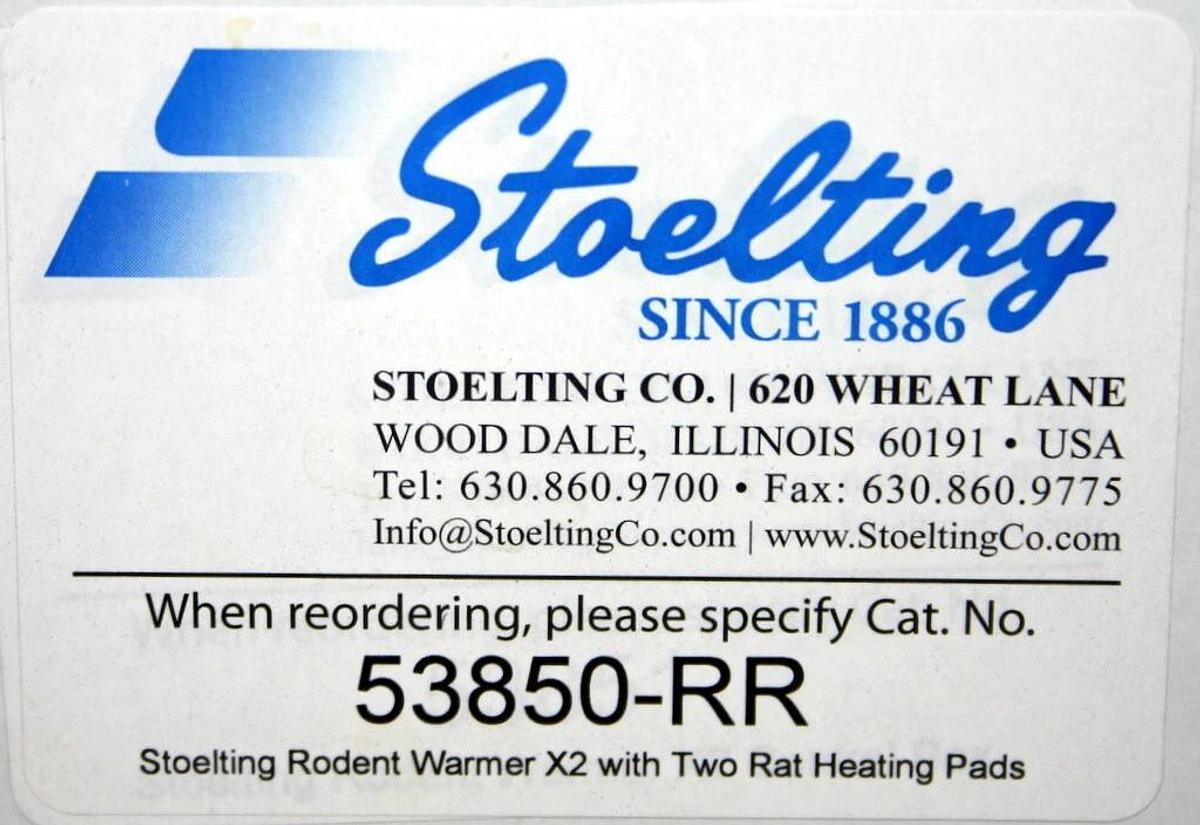 Stoelting
SINCE 1886
STOELTING CO. | 620 WHEAT LANE
WOOD DALE, ILLINOIS 60191 • USA
Tel: 630.860.9700 • Fax: 630.860.9775
Info@StoeltingCo.com | www.StoeltingCo.com
When reordering, please specify Cat. No.
53850-RR
Stoelting Rodent Warmer X2 with Two Rat Heating Pads